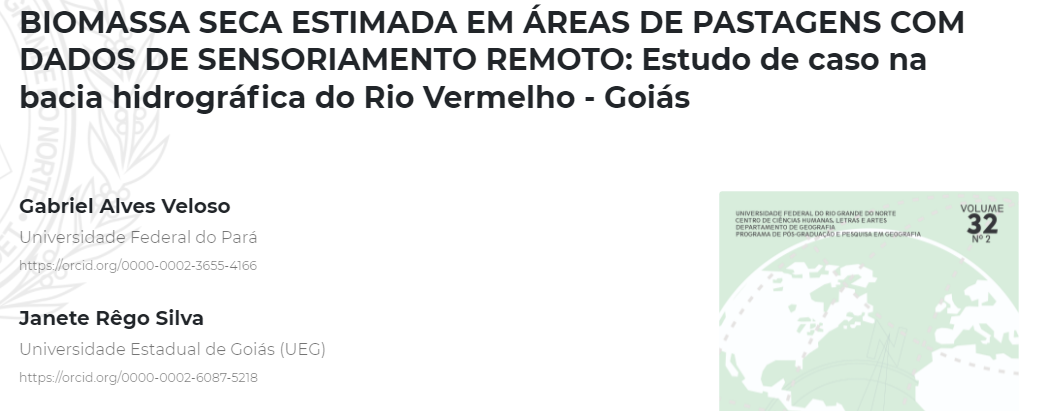 BIOMASSA SECA ESTIMADA EM ÁREAS DE PASTAGENS COM
DADOS DE SENSORIAMENTO REMOTO: Estudo de caso na
bacia hidrográfica do Rio Vermelho - Goiás
Gabriel Alves Veloso
Universidade Federal do Pará
https://orcid.org/0000-0002-3655-4166
Janete Rêgo Silva
Universidade Estadual de Goiás (UEG)
https://orcid.org/0000-0002-6087-5218
UNIVERSIDADE FEDERAL DO RIO GRANDE DO NORTE
CENTRO DE CIÊNCIAS HUMANAS, LETRAS E ARTES
DEPARTAMENTO DE GEOGRAFIA
PROGRAMA DE PÓS-GRADUAÇÃO E PESQUISA EM GEOGRAFIA
VOLUME
32
Nº 2